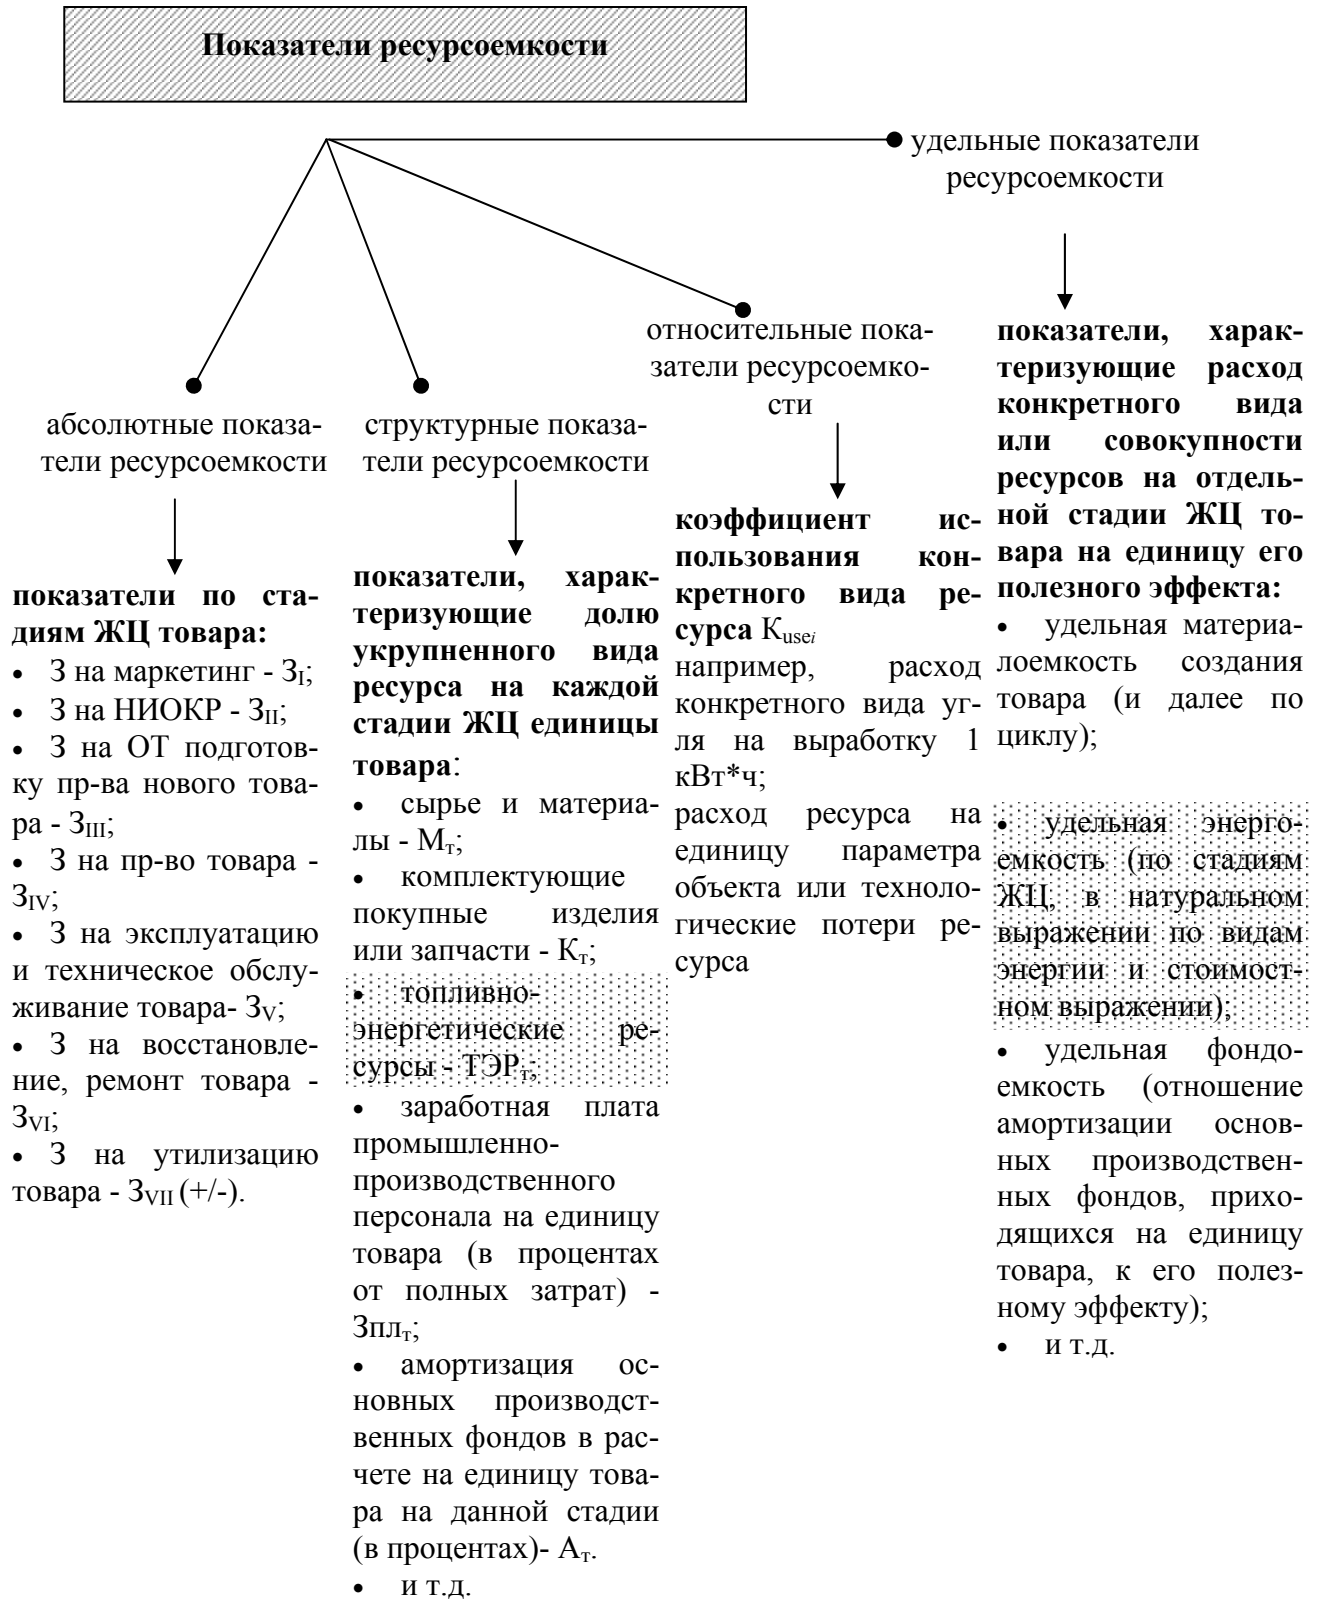 Показатели ресурсоемкости
удельные показатели
ресурсоемкости
относительные пока-
затели ресурсоемко-
сти
абсолютные показа-
тели ресурсоемкости
структурные показа-
тели ресурсоемкости
показатели по ста-
диям ЖЦ товара:
• З на маркетинг - З_I;
• З на НИОКР - З_II;
• З на ОТ подготов-
ку пр-ва нового това-
ра - З_III;
• З на пр-во товара -
З_IV;
• З на эксплуатацию
и техническое обслу-
живание товара- З_V;
• З на восстановле-
ние, ремонт товара -
З_VI;
• З на утилизацию
товара - З_VII (+/-).
показатели, харак-
теризующие долю
укрупненного вида
ресурса на каждой
стадии ЖЦ единицы
товара:
• сырье и материа-
лы - М_т;
• комплектующие
покупные изделия
или запчасти - К_т;
• топливно-
энергетические ре-
сурсы - ТЭР_т;
• заработная плата
промышленно-
производственного
персонала на единицу
товара (в процентах
от полных затрат) -
Зпл_т;
• амортизация ос-
новных производст-
венных фондов в рас-
чете на единицу това-
ра на данной стадии
(в процентах)- А_т.
• и т.д.
коэффициент ис-
пользования кон-
кретного вида ре-
сурса К_usei
например, расход
конкретного вида уг-
ля на выработку 1
кВт*ч;
расход ресурса на
единицу параметра
объекта или техноло-
гические потери ре-
сурса
показатели, харак-
теризующие расход
конкретного вида
или совокупности
ресурсов на отдель-
ной стадии ЖЦ то-
вара на единицу его
полезного эффекта:
• удельная материа-
лоемкость создания
товара (и далее по
циклу);
• удельная энерго-
емкость (по стадиям
ЖЦ, в натуральном
выражении по видам
энергии и стоимост-
ном выражении),
• удельная фондо-
емкость (отношение
амортизации основ-
ных производствен-
ных фондов, прихо-
дящихся на единицу
товара, к его полез-
ному эффекту);
• и т.д.